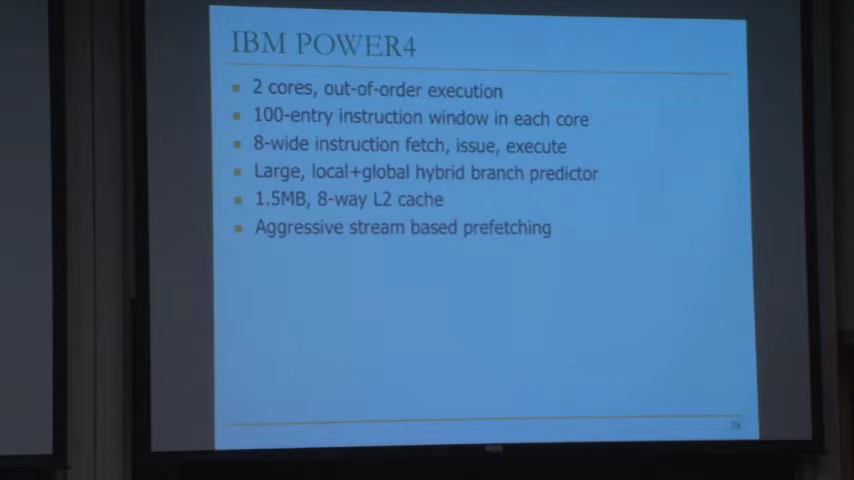 IBM POWER4
2 cores, out-of-order execution
100-entry instruction window in each core
8-wide instruction fetch, issue, execute
Large, local+global hybrid branch predictor
1.5MB, 8-way L2 cache
Aggressive stream based prefetching